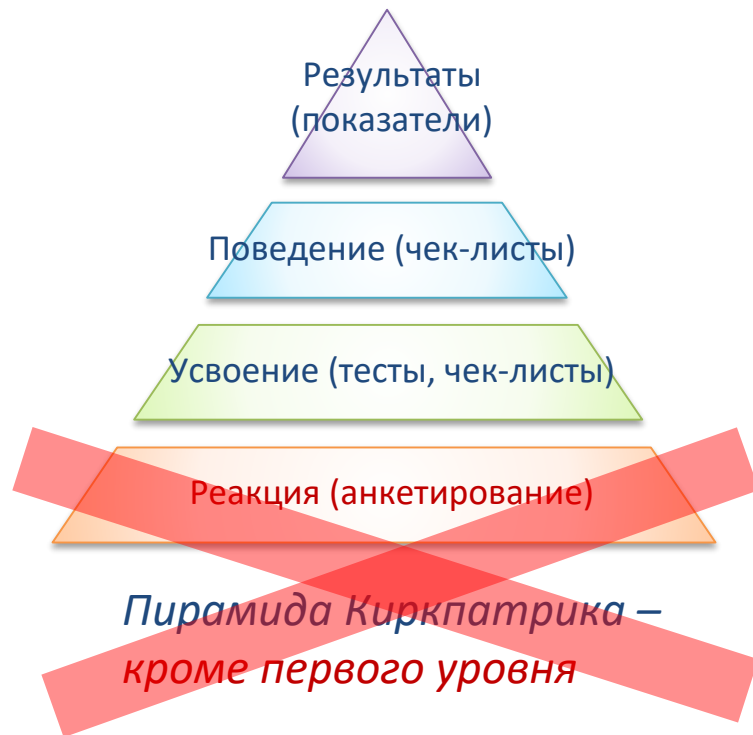 Результаты
(показатели)
Поведение (чек-листы)
Усвоение (тесты, чек-листы)
Реакция (анкетирование)
Пирамида Киркпатрика –
кроме первого уровня